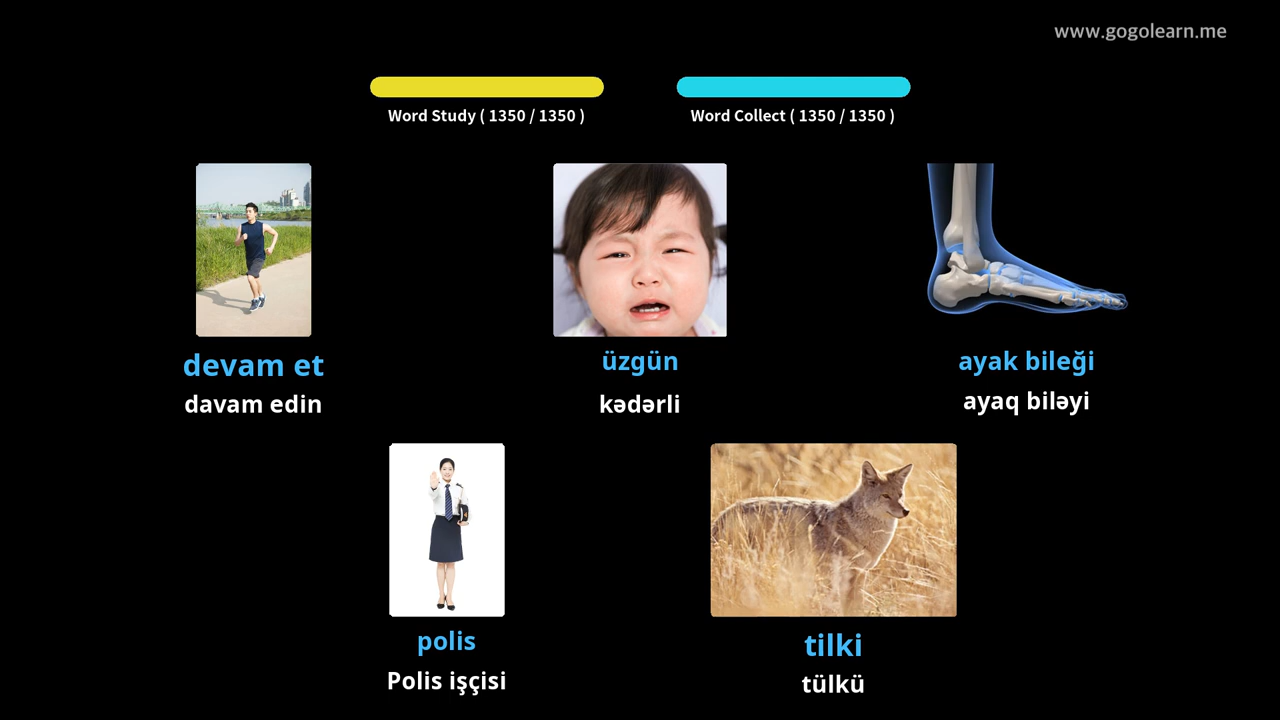 www.gogolearn.me
Word Study ( 1350 / 1350 )
Word Collect ( 1350 / 1350 )
devam et
davam edin
üzgün
kədərli
ayak bileği
ayaq biləyi
polis
Polis işçisi
tilki
tülkü